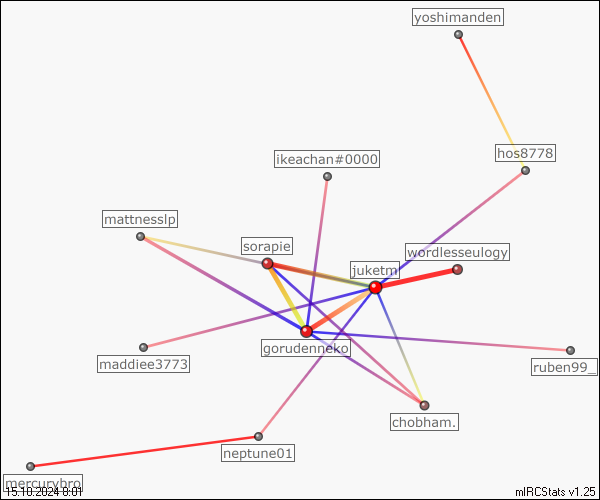 yoshimanden
hos8778
ikeachan#0000
mattnesslp
sorapie
wordlesseulogy
juketm
gorudenneko
maddiee3773
ruben99_
chobham.
neptune01
mercurybro
15.10.2024 0:01
mIRCStats v1.25